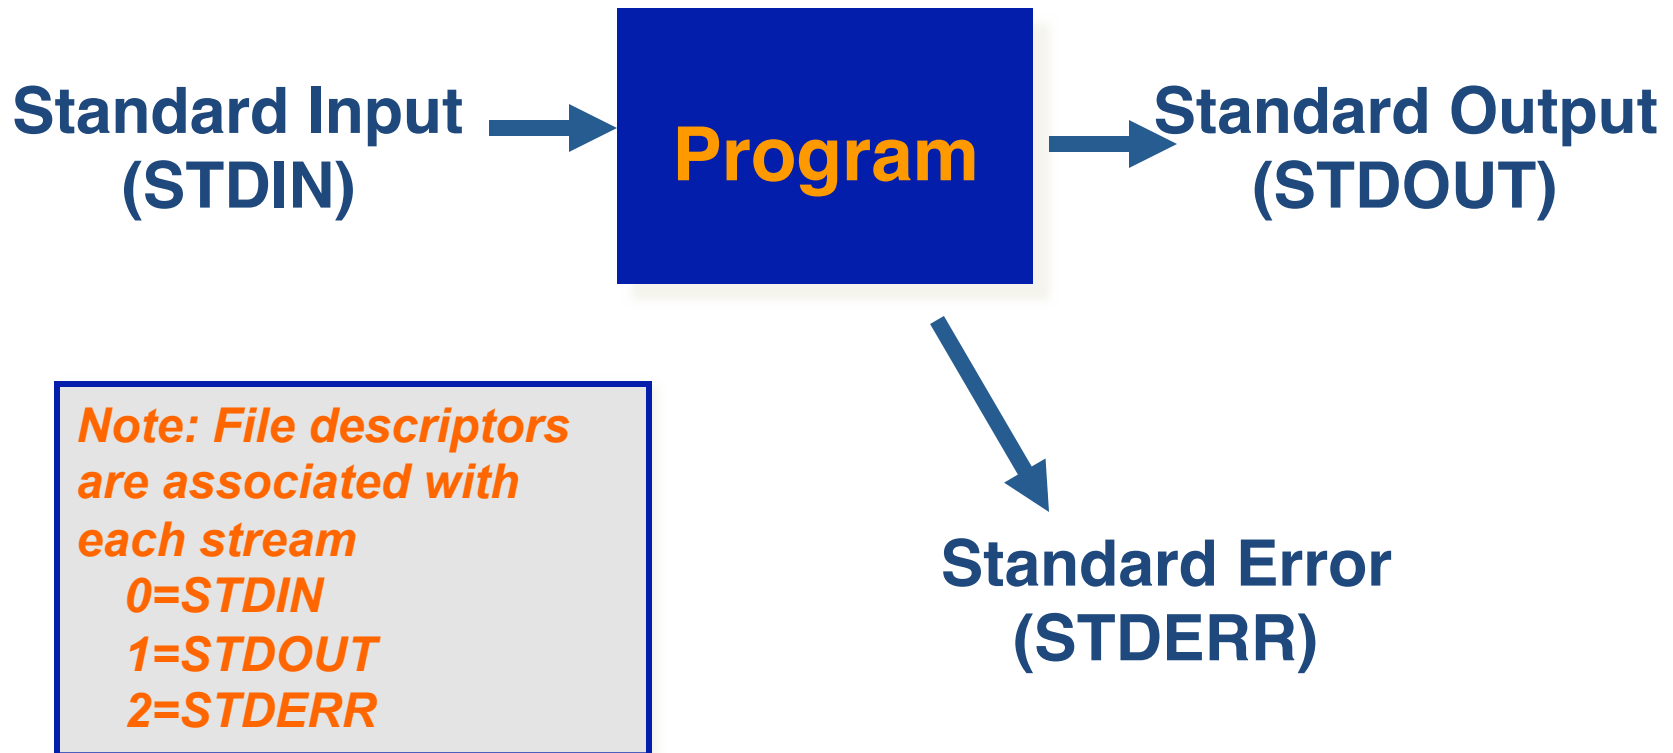 Standard Input
(STDIN)
Program
Standard Output
(STDOUT)
Standard Error
(STDERR)
Note: File descriptors
are associated with
each stream
0=STDIN
1=STDOUT
2=STDERR